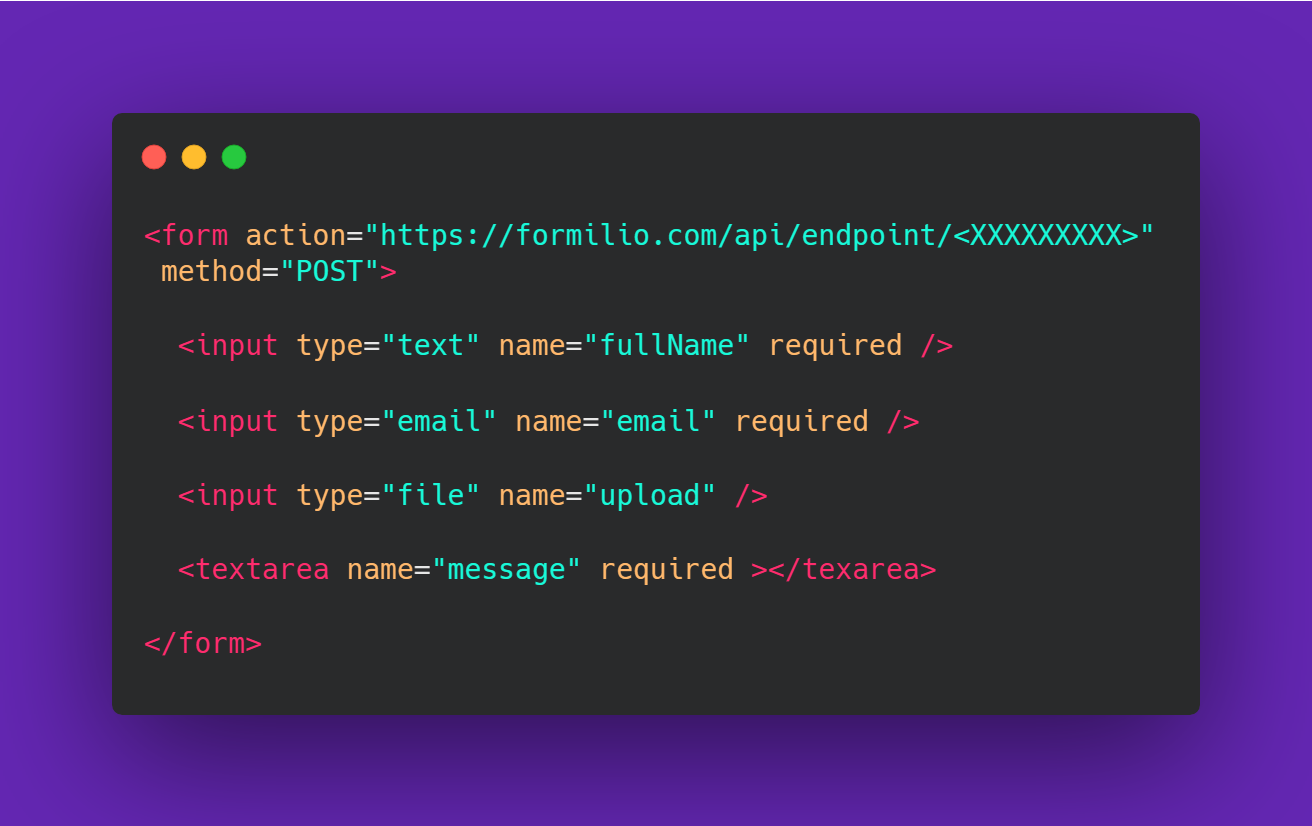 <form action="https://formilio.com/api/endpoint/<XXXXXXXXX>"
method="POST">
<input type="text" name="fullName" required />
<input type="email" name="email" required />
<input type="file" name="upload" />
<textarea name="message" required ></texarea>
</form>